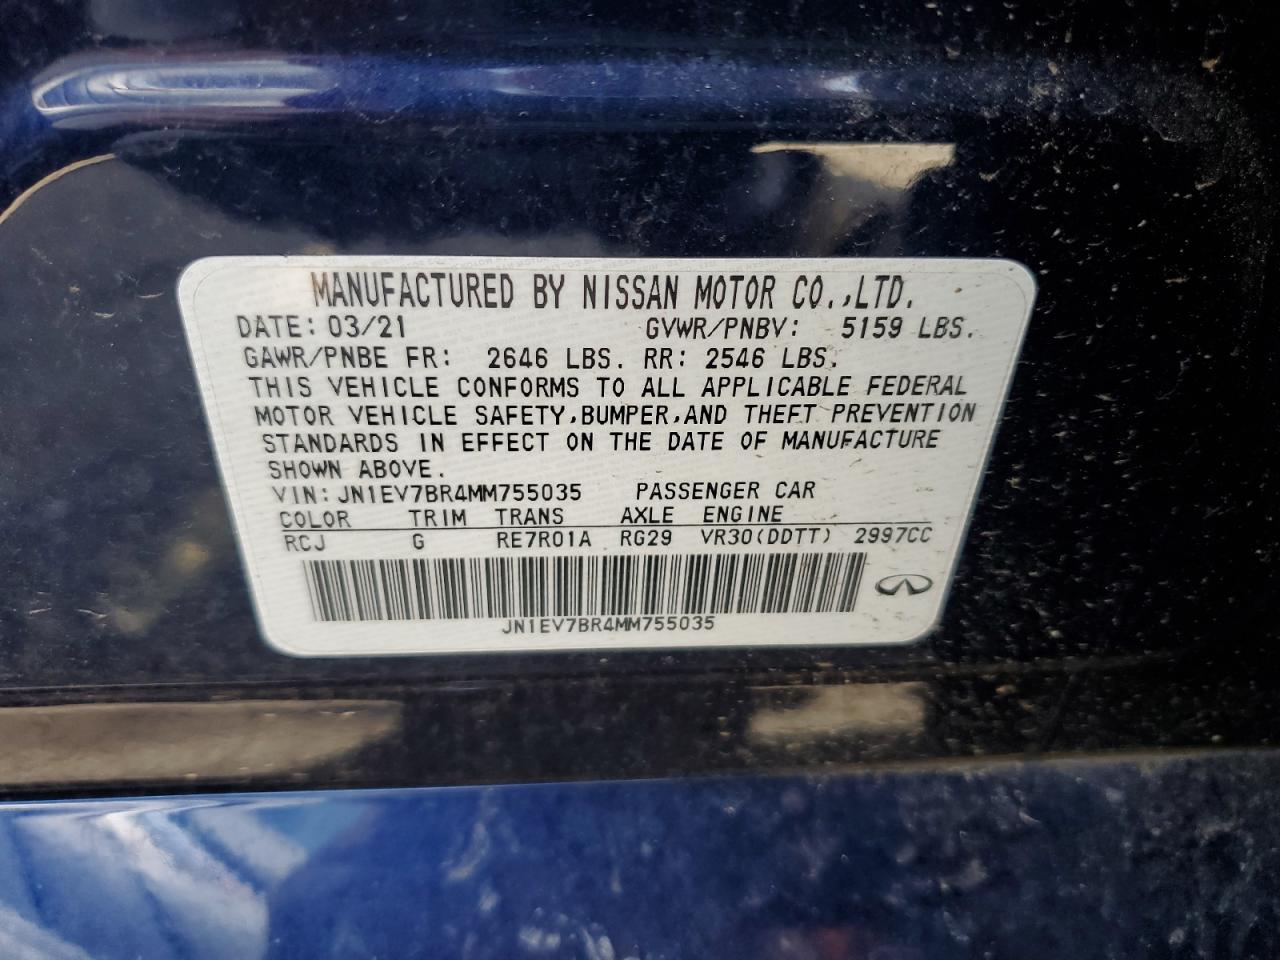 MANUFACTURED BY NISSAN MOTOR CO.,LTD.
DATE: 03/21 GVWR/PNBV: 5159 LBS.
GAWR/PNBE FR: 2646 LBS. RR: 2546 LBS.
THIS VEHICLE CONFORMS TO ALL APPLICABLE FEDERAL
MOTOR VEHICLE SAFETY,BUMPER,AND THEFT PREVENTION
STANDARDS IN EFFECT ON THE DATE OF MANUFACTURE
SHOWN ABOVE.
VIN: JN1EV7BR4MM755035 PASSENGER CAR
COLOR TRIM TRANS AXLE ENGINE
RCJ G RE7R01A RG29 VR30(DDTT) 2997CC
JN1EV7BR4MM755035